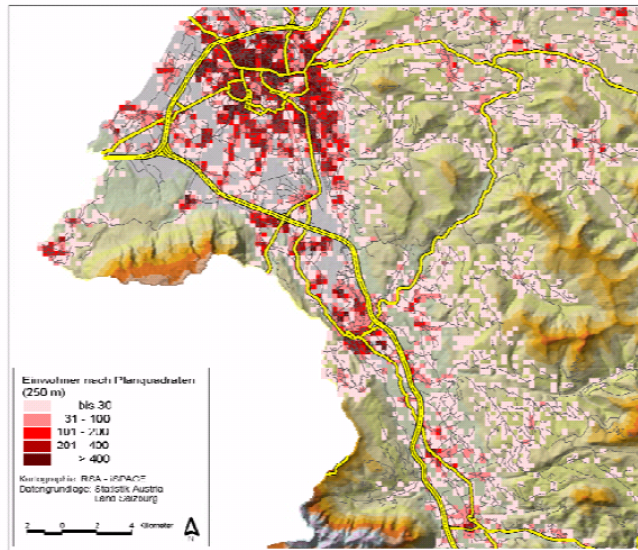 Einwohner nach Planquadraten
(250 m)
bis 30
31 - 100
101 - 200
201 - 400
> 400
Kartographie: RSA - iSPACE
Datengrundlage: Statistik Austria
Land Salzburg
2 0 2 4 Kilometer
N